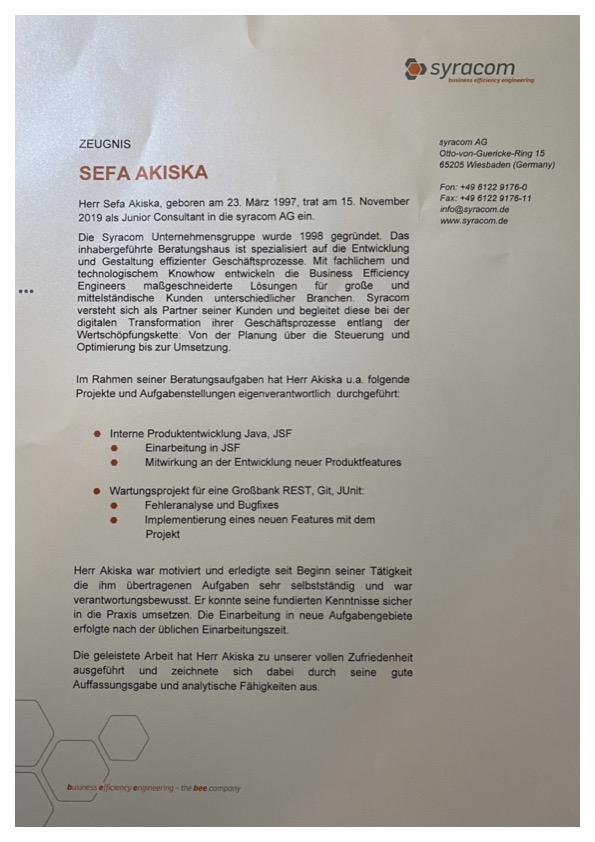 syracom
business efficiency engineering
ZEUGNIS
SEFA AKISKA
syracom AG
Otto-von-Guericke-Ring 15
65205 Wiesbaden (Germany)
Fon: +49 6122 9176-0
Fax: +49 6122 9176-11
info@syracom.de
www.syracom.de
Herr Sefa Akiska, geboren am 23. März 1997, trat am 15. November
2019 als Junior Consultant in die syracom AG ein.
Die Syracom Unternehmensgruppe wurde 1998 gegründet. Das
inhabergeführte Beratungshaus ist spezialisiert auf die Entwicklung
und Gestaltung effizienter Geschäftsprozesse. Mit fachlichem und
technologischem Knowhow entwickeln die Business Efficiency
Engineers maßgeschneiderte Lösungen für große und
mittelständische Kunden unterschiedlicher Branchen. Syracom
versteht sich als Partner seiner Kunden und begleitet diese bei der
digitalen Transformation ihrer Geschäftsprozesse entlang der
Wertschöpfungskette: Von der Planung über die Steuerung und
Optimierung bis zur Umsetzung.
Im Rahmen seiner Beratungsaufgaben hat Herr Akiska u.a. folgende
Projekte und Aufgabenstellungen eigenverantwortlich durchgeführt:
• Interne Produktentwicklung Java, JSF
• Einarbeitung in JSF
• Mitwirkung an der Entwicklung neuer Produktfeatures
• Wartungsprojekt für eine Großbank REST, Git, JUnit:
• Fehleranalyse und Bugfixes
• Implementierung eines neuen Features mit dem
Projekt
Herr Akiska war motiviert und erledigte seit Beginn seiner Tätigkeit
die ihm übertragenen Aufgaben sehr selbstständig und war
verantwortungsbewusst. Er konnte seine fundierten Kenntnisse sicher
in die Praxis umsetzen. Die Einarbeitung in neue Aufgabengebiete
erfolgte nach der üblichen Einarbeitungszeit.
Die geleistete Arbeit hat Herr Akiska zu unserer vollen Zufriedenheit
ausgeführt und zeichnete sich dabei durch seine gute
Auffassungsgabe und analytische Fähigkeiten aus.
business efficiency engineering – the bee company